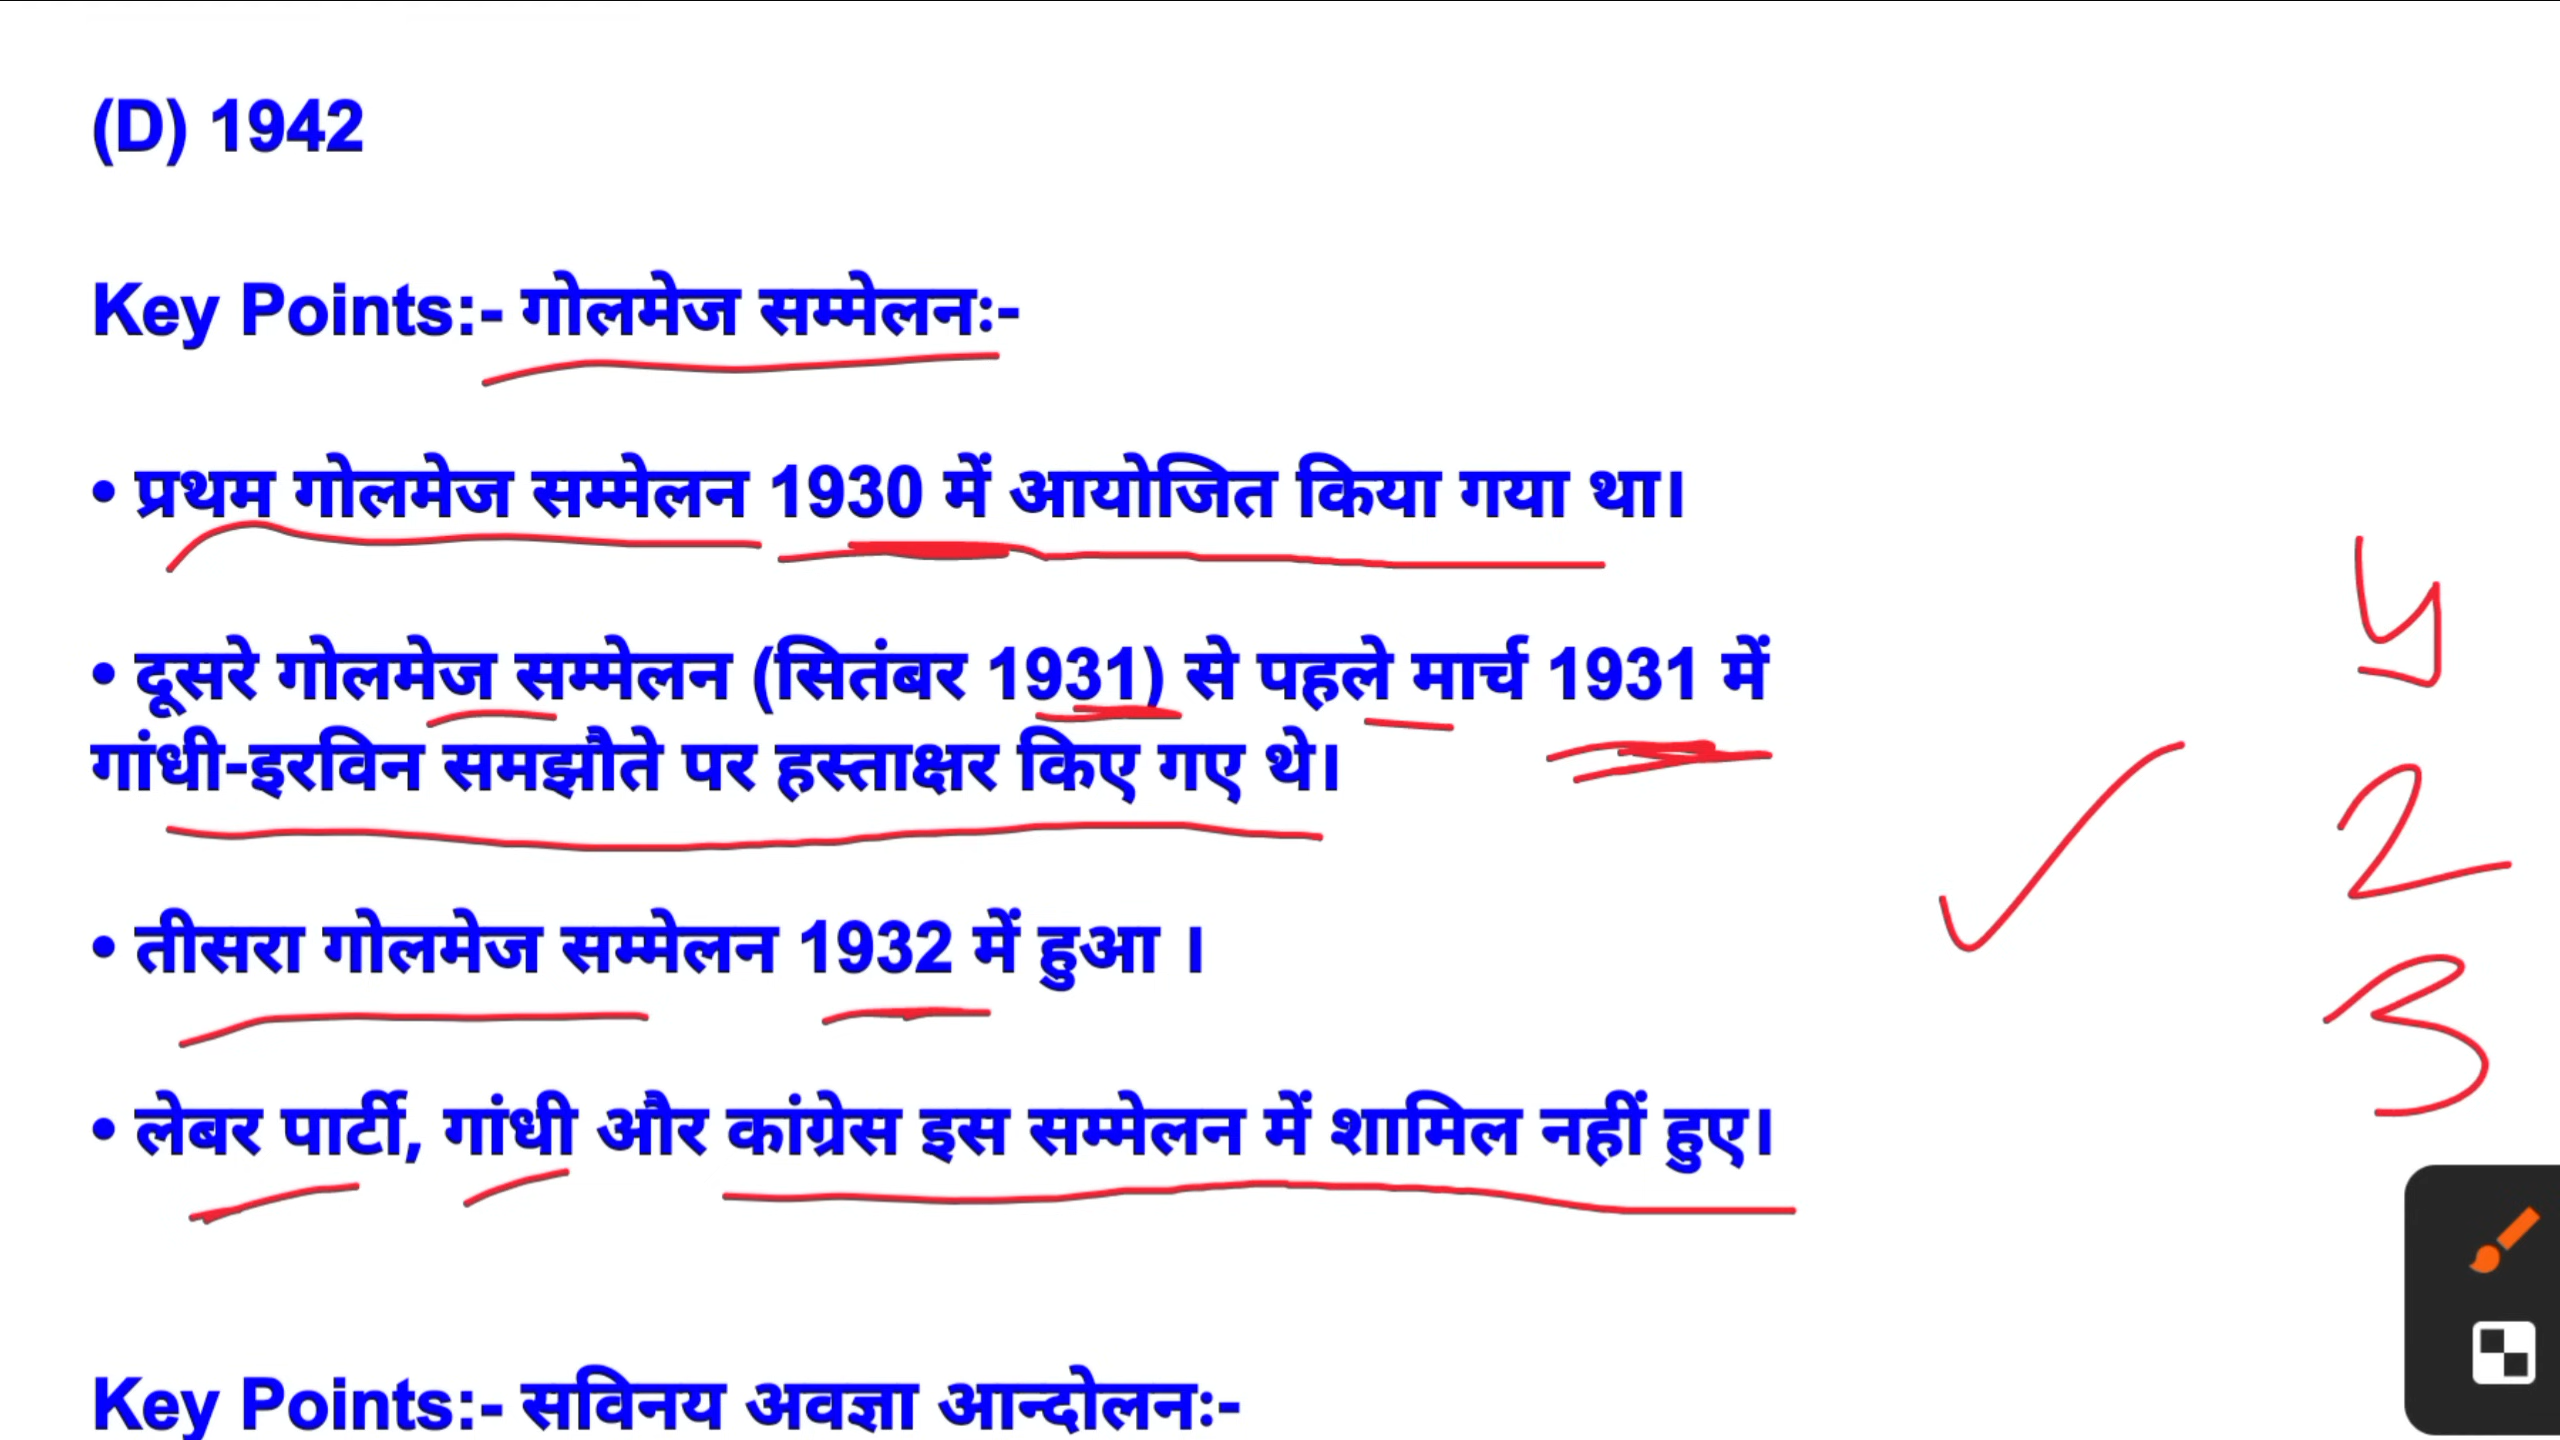 (D) 1942
Key Points:- गोलमेज सम्मेलनः-
• प्रथम गोलमेज सम्मेलन 1930 में आयोजित किया गया था।
• दूसरे गोलमेज सम्मेलन (सितंबर 1931) से पहले मार्च 1931 में
गांधी-इरविन समझौते पर हस्ताक्षर किए गए थे।
• तीसरा गोलमेज सम्मेलन 1932 में हुआ ।
• लेबर पार्टी, गांधी और कांग्रेस इस सम्मेलन में शामिल नहीं हुए।
2
3
Key Points:- सविनय अवज्ञा आन्दोलनः-